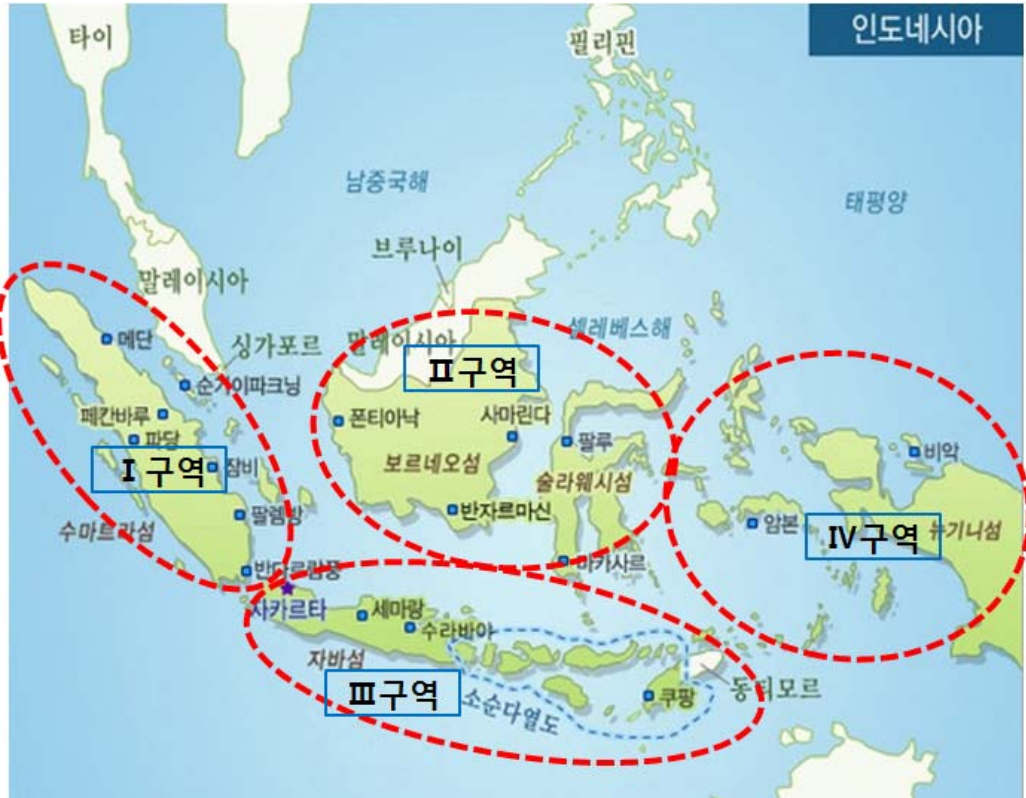 인도네시아
타이
필리핀
남중국해
태평양
브루나이
말레이시아
싱가포르
말레이시아
셀레베스해
메단
순기이파크닝
II구역
페칸바루
파당
폰티아낙
사마린다
팔루
비악
I 구역
잠비
보르네오섬
술라웨시섬
수마트라섬
팔렘방
반자르마신
암본
IV구역
뉴기니섬
반다르람풍
마카사르
자카르타
세마랑
수라바야
자바섬
III구역
소순다열도
쿠팡
동티모르